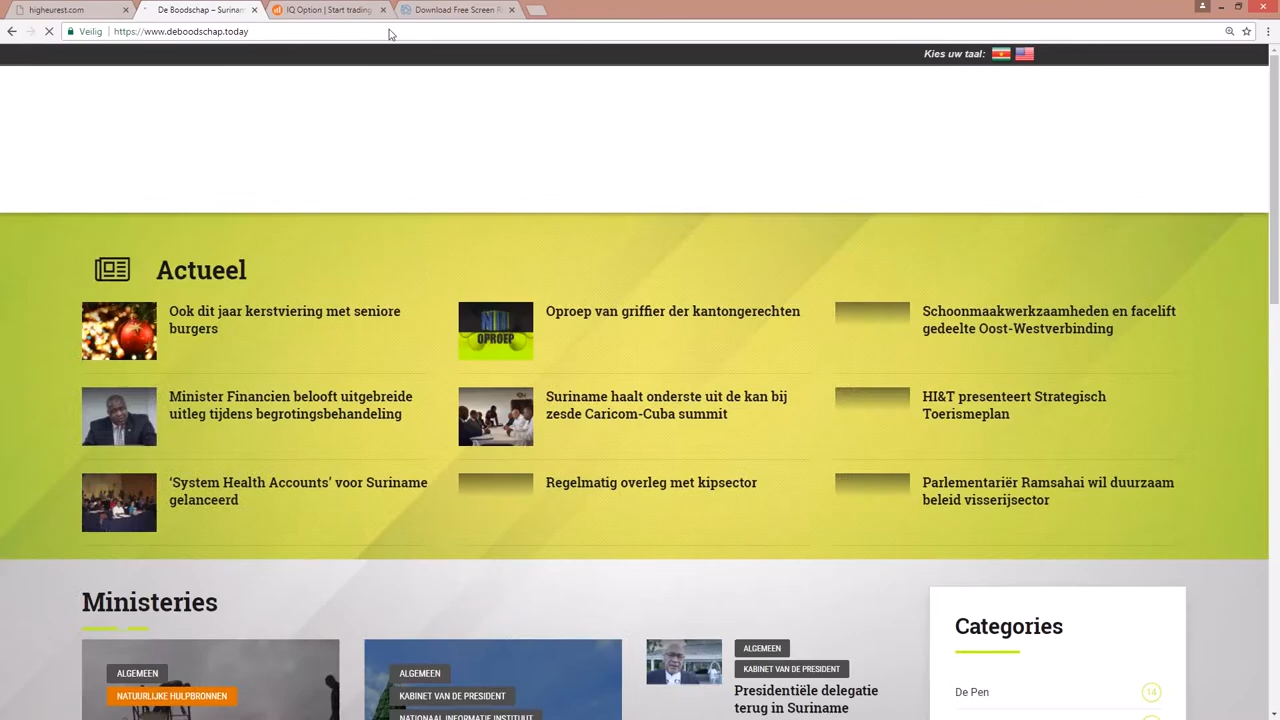 higheurest.com
De Boodschap – Surinam
IQ Option | Start trading
Download Free Screen R
Veilig
https://www.deboodschap.today
Kies uw taal:
Actueel
Ook dit jaar kerstviering met seniore
burgers
Oproep van griffier der kantongerechten
OPROEP
Schoonmaakwerkzaamheden en facelift
gedeelte Oost-Westverbinding
Minister Financien belooft uitgebreide
uitleg tijdens begrotingsbehandeling
Suriname haalt onderste uit de kan bij
zesde Caricom-Cuba summit
HI&T presenteert Strategisch
Toerismeplan
‘System Health Accounts’ voor Suriname
gelanceerd
Regelmatig overleg met kipsector
Parlementariër Ramsahai wil duurzaam
beleid visserijsector
Ministeries
ALGEMEEN
NATUURLIJKE HULPBRONNEN
ALGEMEEN
KABINET VAN DE PRESIDENT
NATIONAAL INFORMATIE INSTITUUT
ALGEMEEN
KABINET VAN DE PRESIDENT
Presidentiële delegatie
terug in Suriname
Categories
De Pen
14